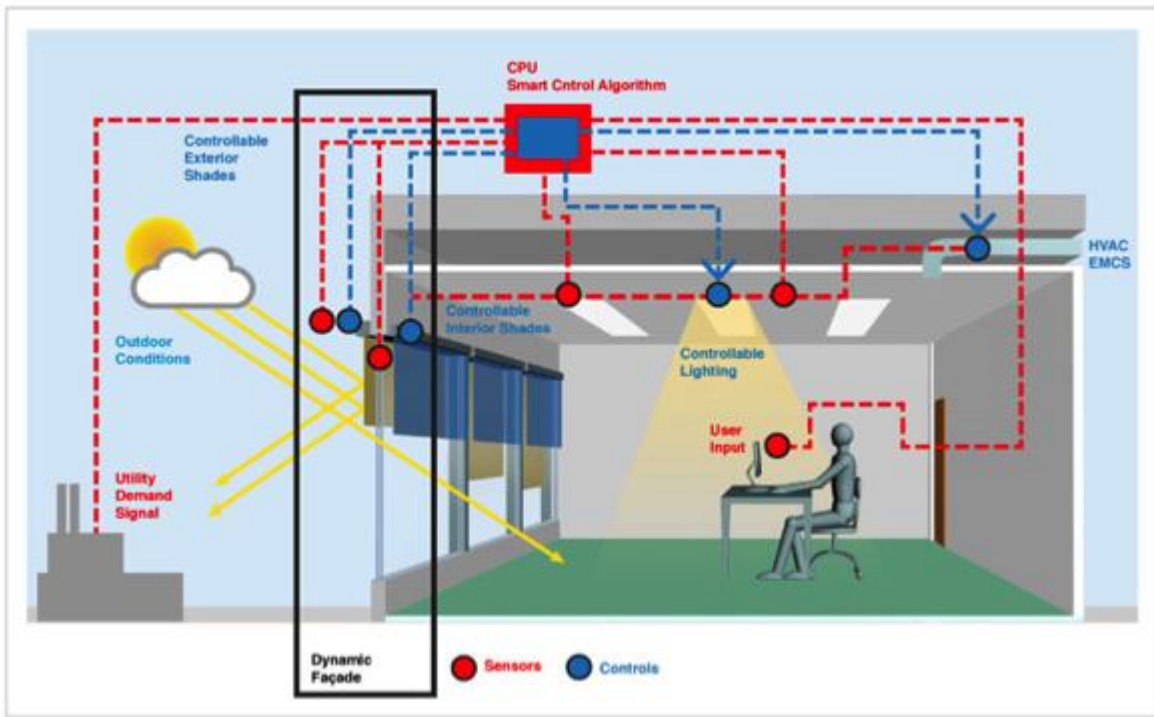 CPU
Smart Cntrol Algorithm
Controllable
Exterior
Shades
HVAC
EMCS
Controllable
Interior Shades
Outdoor
Conditions
Controllable
Lighting
User
Input
Utility
Demand
Signal
Dynamic
Façade
Sensors
Controls